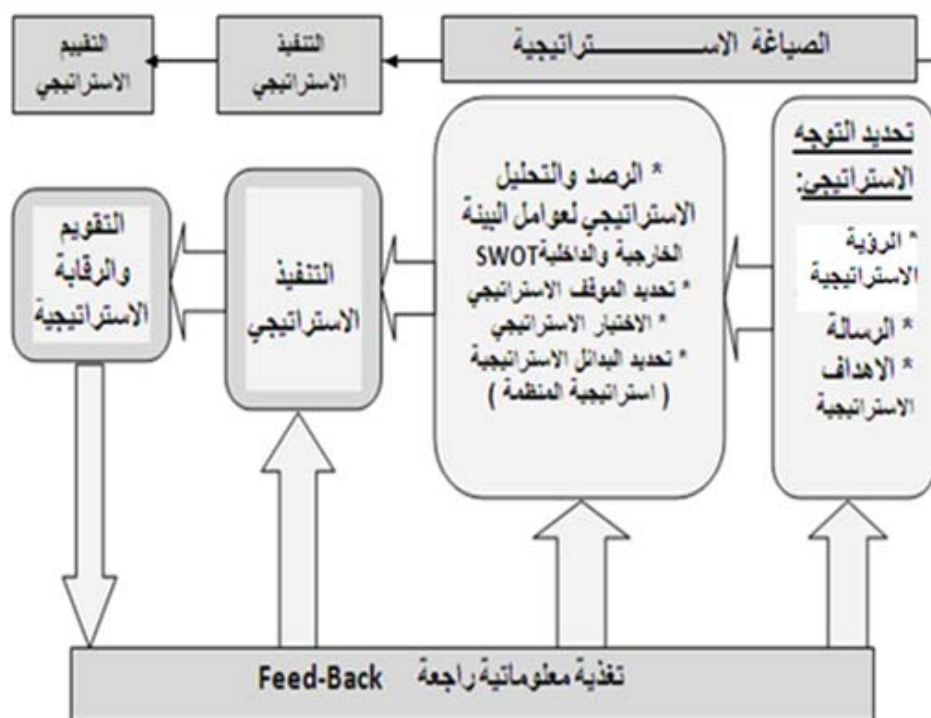 الصياغة الاســـــــــتراتيجية
التنفيذ
الاستراتيجي
التقييم
الاستراتيجي
تحديد التوجه
الاستراتيجي:
* الرؤية
الاستراتيجية
* الرسالة
* الاهداف
الاستراتيجية
* الرصد والتحليل
الاستراتيجي لعوامل البيئة
الخارجية والداخلية SWOT
* تحديد الموقف الاستراتيجي
* الاختيار الاستراتيجي
* تحديد البدائل الاستراتيجية
( استراتيجية المنظمة )
التنفيذ
الاستراتيجي
التقويم
والرقابة
الاستراتيجية
تغذية معلوماتية راجعة Feed-Back